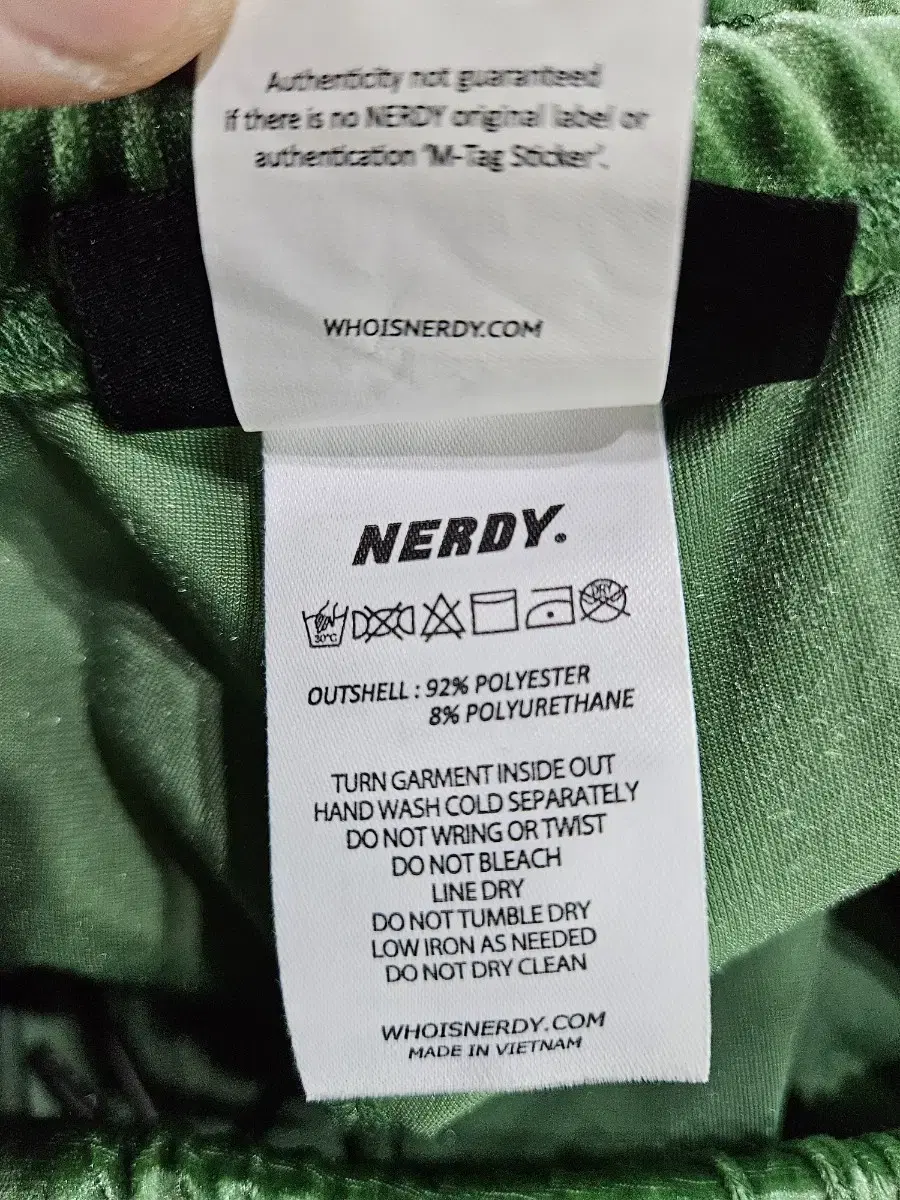 Authenticity not guaranteed
If there is no NERDY original label or
authentication "M-Tag Sticker".
WHOISNERDY.COM
NERDY.
30°C
DRY
OUTSHELL : 92% POLYESTER
8% POLYURETHANE
TURN GARMENT INSIDE OUT
HAND WASH COLD SEPARATELY
DO NOT WRING OR TWIST
DO NOT BLEACH
LINE DRY
DO NOT TUMBLE DRY
LOW IRON AS NEEDED
DO NOT DRY CLEAN
WHOISNERDY.COM
MADE IN VIETNAM